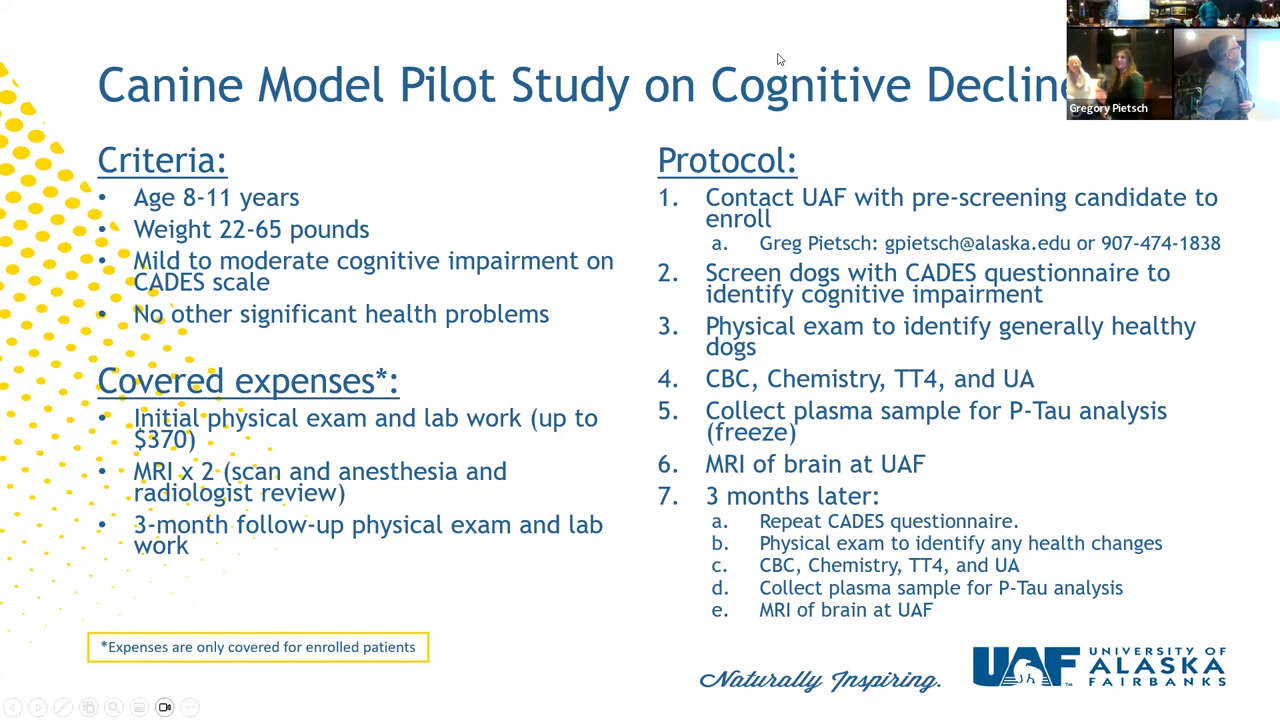 Canine Model Pilot Study on Cognitive Decline
Gregory Pietsch
Criteria:
• Age 8-11 years
• Weight 22-65 pounds
• Mild to moderate cognitive impairment on
CADES scale
• No other significant health problems
Covered expenses*:
• Initial physical exam and lab work (up to
$370)
• MRI x 2 (scan and anesthesia and
radiologist review)
• 3-month follow-up physical exam and lab
work
*Expenses are only covered for enrolled patients
Protocol:
1. Contact UAF with pre-screening candidate to
enroll
a. Greg Pietsch: gpietsch@alaska.edu or 907-474-1838
2. Screen dogs with CADES questionnaire to
identify cognitive impairment
3. Physical exam to identify generally healthy
dogs
4. CBC, Chemistry, TT4, and UA
5. Collect plasma sample for P-Tau analysis
(freeze)
6. MRI of brain at UAF
7. 3 months later:
a. Repeat CADES questionnaire.
b. Physical exam to identify any health changes
c. CBC, Chemistry, TT4, and UA
d. Collect plasma sample for P-Tau analysis
e. MRI of brain at UAF
Naturally Inspiring.
UAF
TM
UNIVERSITY OF
ALASKA
FAIRBANKS